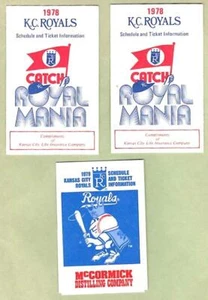 1978
K.C. ROYALS
Schedule and Ticket Information
CATCH
ROYAL
MANIA
Compliments
of
Kansas City Life Insurance Company
1978
K.C. ROYALS
Schedule and Ticket Information
CATCH
ROYAL
MANIA
Compliments
of
Kansas City Life Insurance Company
1978
KANSAS CITY
ROYALS
SCHEDULE
AND TICKET
INFORMATION
Royals
McCORMICK
DISTILLING COMPANY